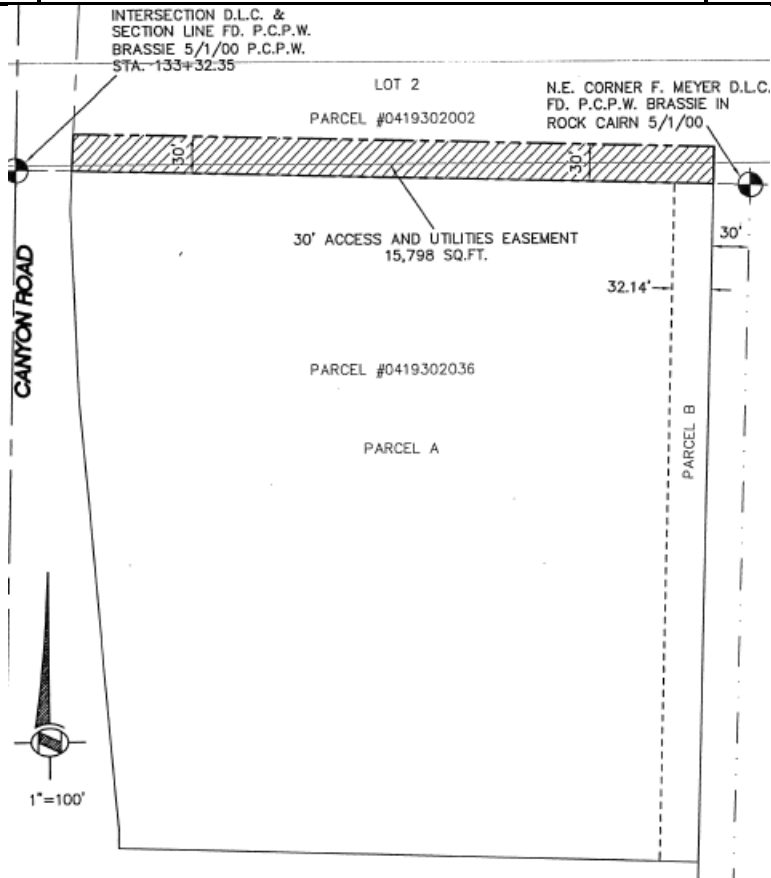 INTERSECTION D.L.C. &
SECTION LINE FD. P.C.P.W.
BRASSIE 5/1/00 P.C.P.W.
STA. 133+32.35
LOT 2
PARCEL #0419302002
N.E. CORNER F. MEYER D.L.C.
FD. P.C.P.W. BRASSIE IN
ROCK CAIRN 5/1/00
30'
30'
30' ACCESS AND UTILITIES EASEMENT
15,798 SQ.FT.
30'
32.14'
CANYON ROAD
PARCEL #0419302036
PARCEL A
PARCEL B
1"=100'